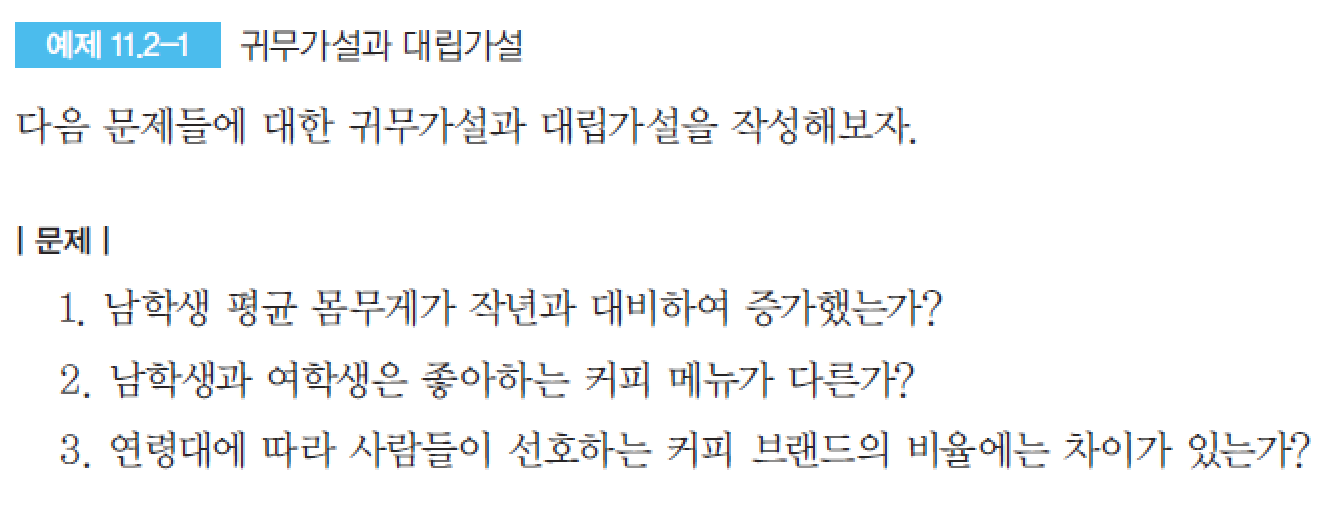 예제 11.2-1 귀무가설과 대립가설
다음 문제들에 대한 귀무가설과 대립가설을 작성해보자.
| 문제 |
1. 남학생 평균 몸무게가 작년과 대비하여 증가했는가?
2. 남학생과 여학생은 좋아하는 커피 메뉴가 다른가?
3. 연령대에 따라 사람들이 선호하는 커피 브랜드의 비율에는 차이가 있는가?